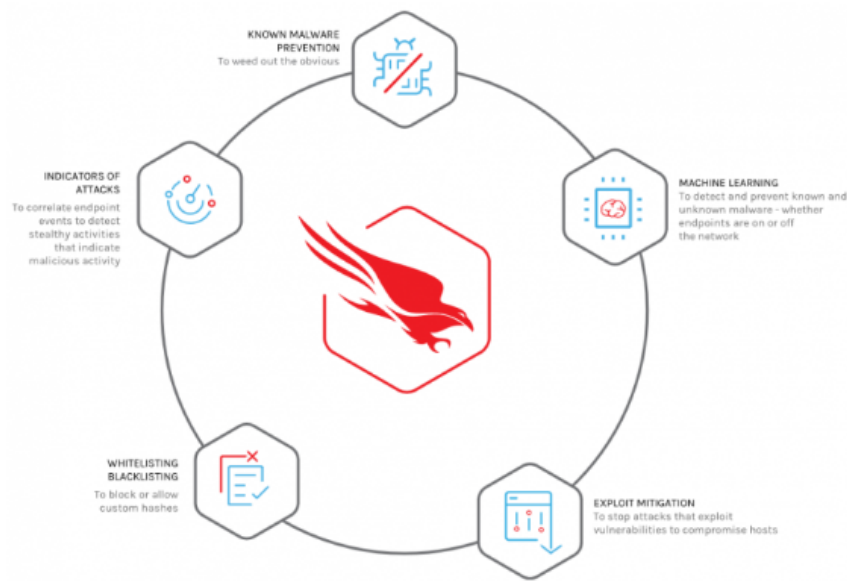 KNOWN MALWARE
PREVENTION
To weed out the obvious
INDICATORS OF
ATTACKS
To correlate endpoint
events to detect
stealthy activities
that indicate
malicious activity
MACHINE LEARNING
To detect and prevent known and
unknown malware - whether
endpoints are on or off
the network
WHITELISTING
BLACKLISTING
To block or allow
custom hashes
EXPLOIT MITIGATION
To stop attacks that exploit
vulnerabilities to compromise hosts